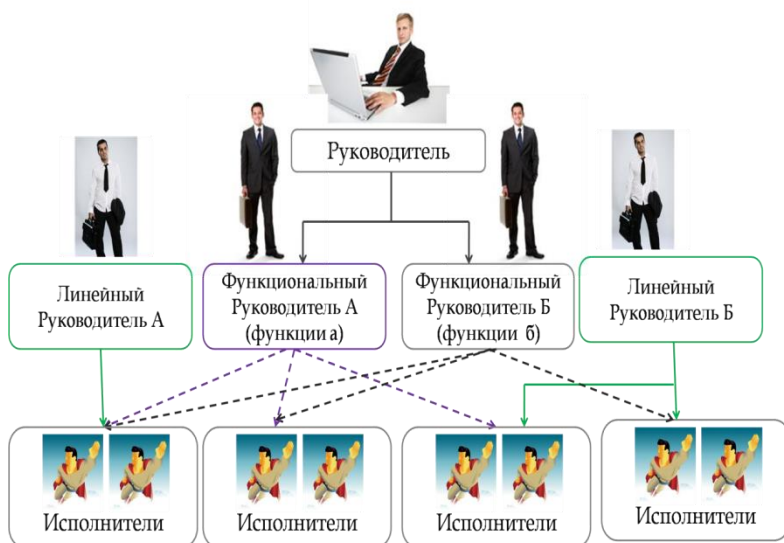 Руководитель
Линейный
Руководитель А
Функциональный
Руководитель А
(функции а)
Функциональный
Руководитель Б
(функции б)
Линейный
Руководитель Б
Исполнители
Исполнители
Исполнители
Исполнители